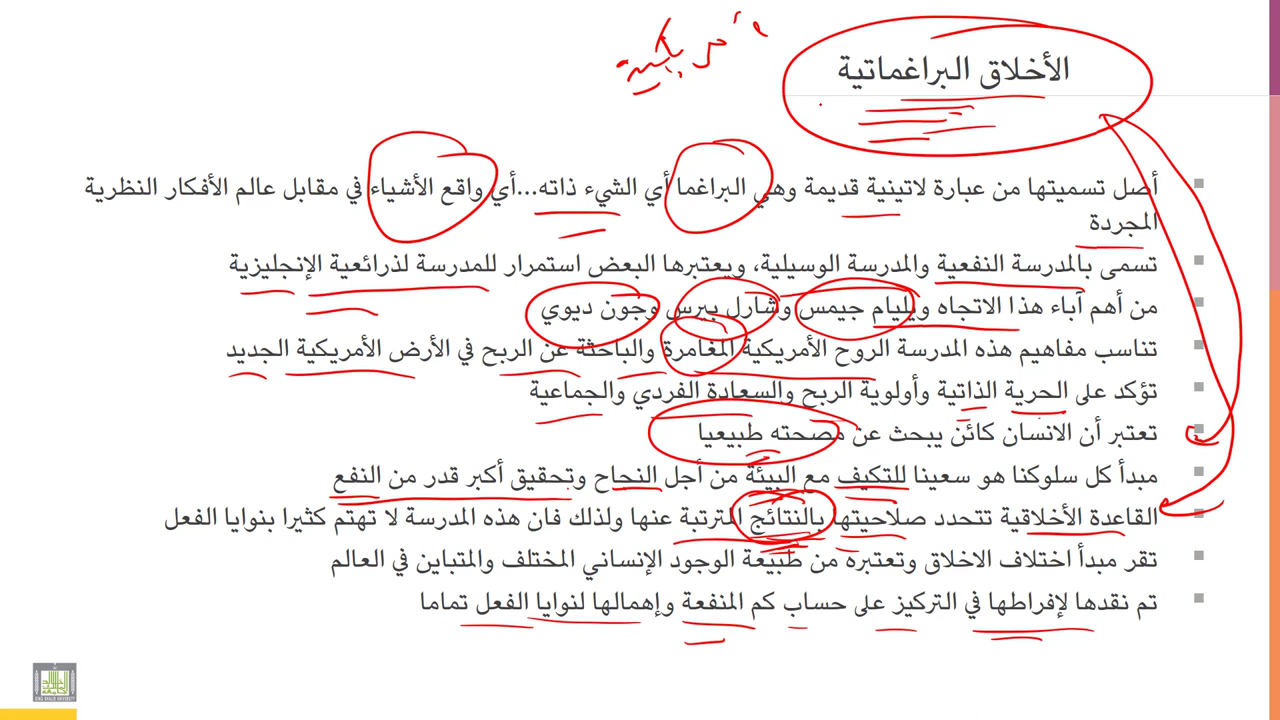 أمريكية
الأخلاق البراغماتية
أصل تسميتها من عبارة لاتينية قديمة وهي البراغما أي الشيء ذاته...أي واقع الأشياء في مقابل عالم الأفكار النظرية
المجردة
تسمى بالمدرسة النفعية والمدرسة الوسيلية، ويعتبرها البعض استمرار للمدرسة لذرائعية الإنجليزية
من أهم آباء هذا الاتجاه ويليام جيمس وشارل بيرس وجون ديوي
تناسب مفاهيم هذه المدرسة الروح الأمريكية المغامرة والباحثة عن الربح في الأرض الأمريكية الجديد
تؤكد على الحرية الذاتية وأولوية الربح والسعادة الفردي والجماعية
تعتبر أن الانسان كائن يبحث عن مصحته طبيعيا
مبدأ كل سلوكنا هو سعينا للتكيف مع البيئة من أجل النجاح وتحقيق أكبر قدر من النفع
القاعدة الأخلاقية تتحدد صلاحيتها بالنتائج المترتبة عنها ولذلك فان هذه المدرسة لا تهتم كثيرا بنوايا الفعل
تقر مبدأ اختلاف الاخلاق وتعتبره من طبيعة الوجود الإنساني المختلف والمتباين في العالم
تم نقدها لإفراطها في التركيز على حساب كم المنفعة وإهمالها لنوايا الفعل تماما